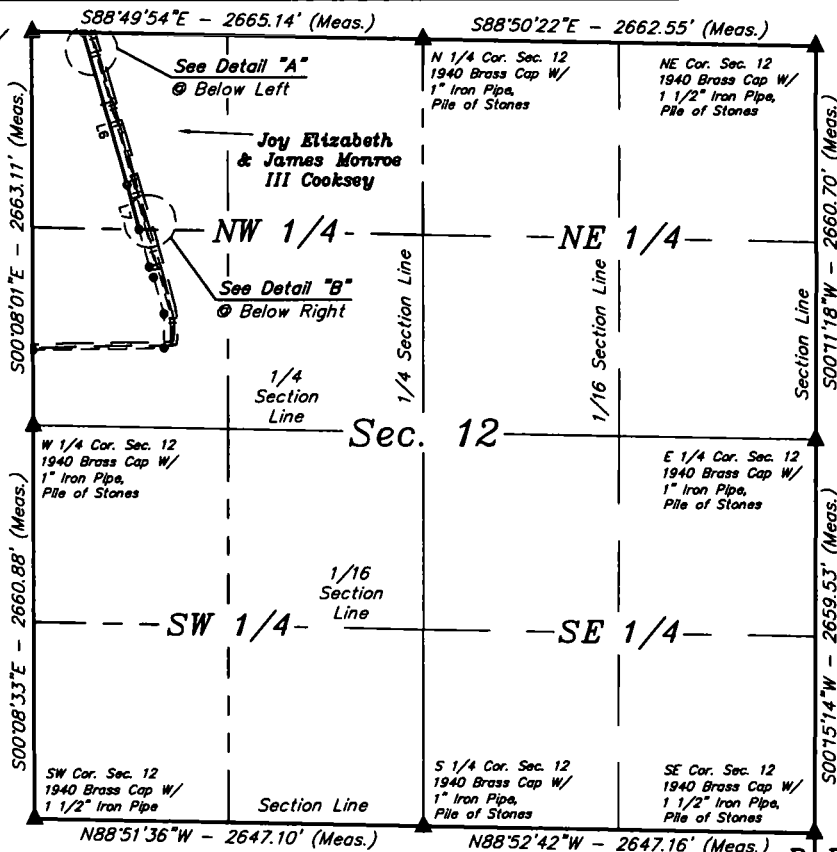 S88°49'54"E - 2665.14' (Meas.)
S88°50'22"E - 2662.55' (Meas.)
See Detail "A"
@ Below Left
N 1/4 Cor. Sec. 12
1940 Brass Cap W/
1" Iron Pipe,
Pile of Stones
NE Cor. Sec. 12
1940 Brass Cap W/
1 1/2" Iron Pipe,
Pile of Stones
L6
Joy Elizabeth
& James Monroe
III Cooksey
S00°08'01"E - 2663.11' (Meas.)
L7
NW 1/4
NE 1/4
See Detail "B"
@ Below Right
1/4 Section Line
1/16 Section Line
Section Line
S00°11'18"W - 2660.70' (Meas.)
1/4
Section
Line
Sec. 12
W 1/4 Cor. Sec. 12
1940 Brass Cap W/
1" Iron Pipe,
Pile of Stones
E 1/4 Cor. Sec. 12
1940 Brass Cap W/
1" Iron Pipe,
Pile of Stones
S00°08'33"E - 2660.88' (Meas.)
1/16
Section
Line
SW 1/4
SE 1/4
S00°15'14"W - 2659.53' (Meas.)
SW Cor. Sec. 12
1940 Brass Cap W/
1 1/2" Iron Pipe
Section Line
S 1/4 Cor. Sec. 12
1940 Brass Cap W/
1" Iron Pipe,
Pile of Stones
SE Cor. Sec. 12
1940 Brass Cap W/
1 1/2" Iron Pipe,
Pile of Stones
N88°51'36"W - 2647.10' (Meas.)
N88°52'42"W - 2647.16' (Meas.)